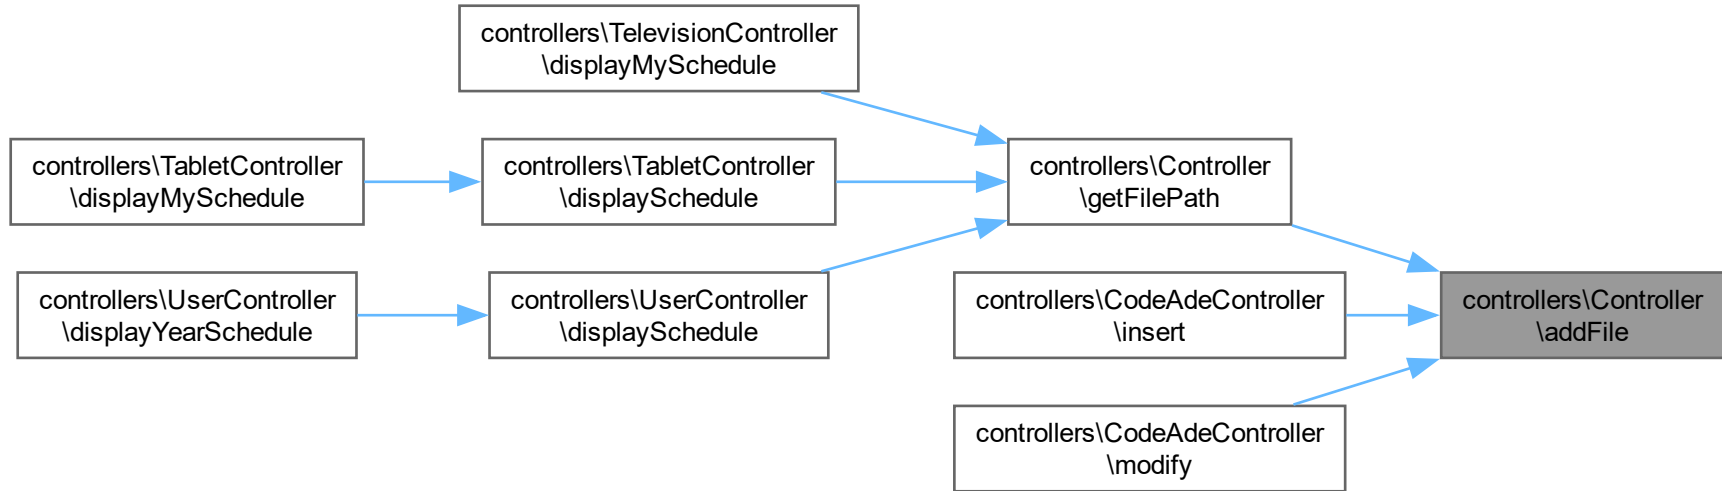 controllers\TelevisionController
\displayMySchedule
controllers\TabletController
\displayMySchedule
controllers\TabletController
\displaySchedule
controllers\Controller
\getFilePath
controllers\UserController
\displayYearSchedule
controllers\UserController
\displaySchedule
controllers\CodeAdeController
\insert
controllers\Controller
\addFile
controllers\CodeAdeController
\modify